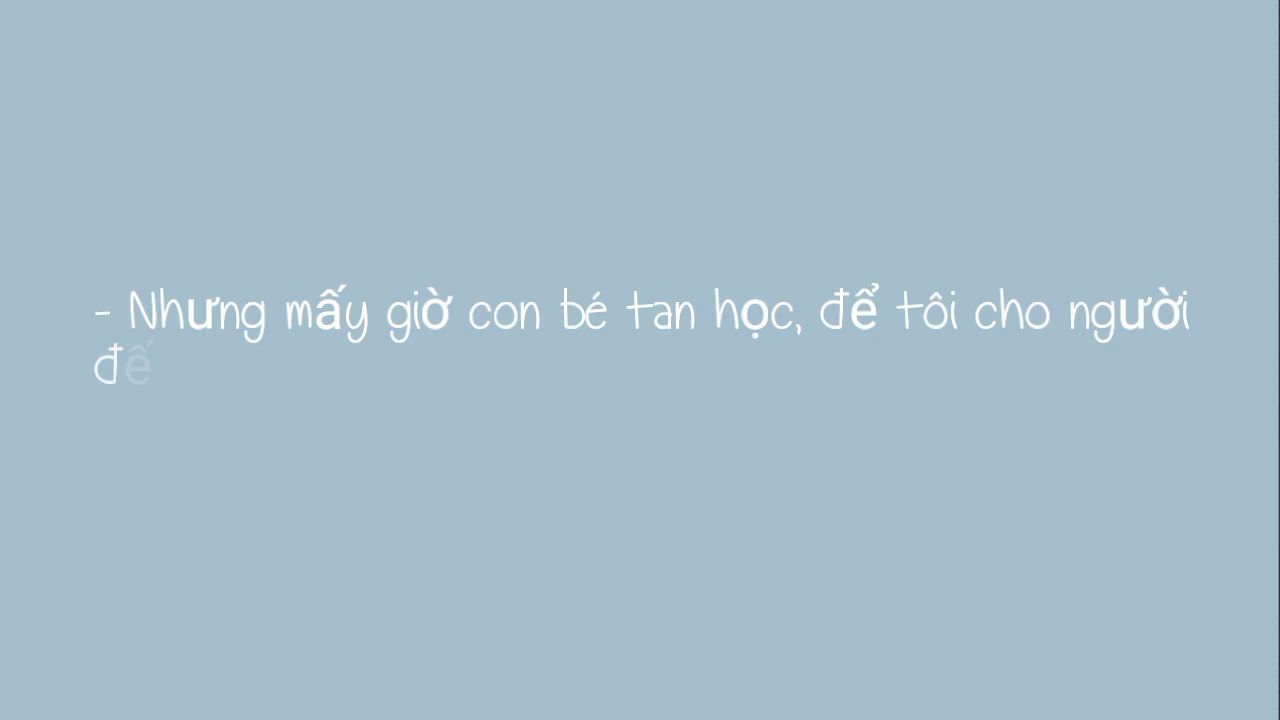 - Nhưng mấy giờ con bé tan học, để tôi cho người
đế